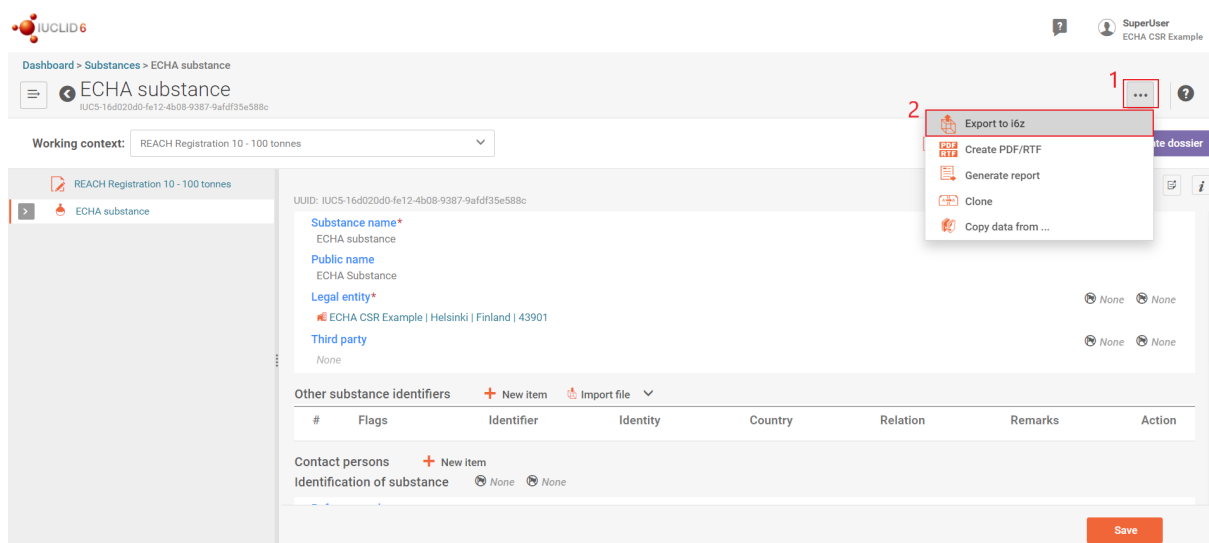 IUCLID 6
SuperUser
ECHA CSR Example
Dashboard > Substances > ECHA substance
ECHA substance
IUC5-16d020d0-fe12-4b08-9387-9afdf35e588c
1
2
Export to i6z
Working context: REACH Registration 10 - 100 tonnes
PDF RTF Create PDF/RTF
te dossier
Generate report
REACH Registration 10 - 100 tonnes
Clone
ECHA substance
Copy data from ...
UUID: IUC5-16d020d0-fe12-4b08-9387-9afdf35e588c
Substance name*
ECHA substance
Public name
ECHA Substance
Legal entity*
None None
ECHA CSR Example | Helsinki | Finland | 43901
Third party
None None
None
Other substance identifiers + New item Import file
# Flags Identifier Identity Country Relation Remarks Action
Contact persons + New item
Identification of substance None None
Save